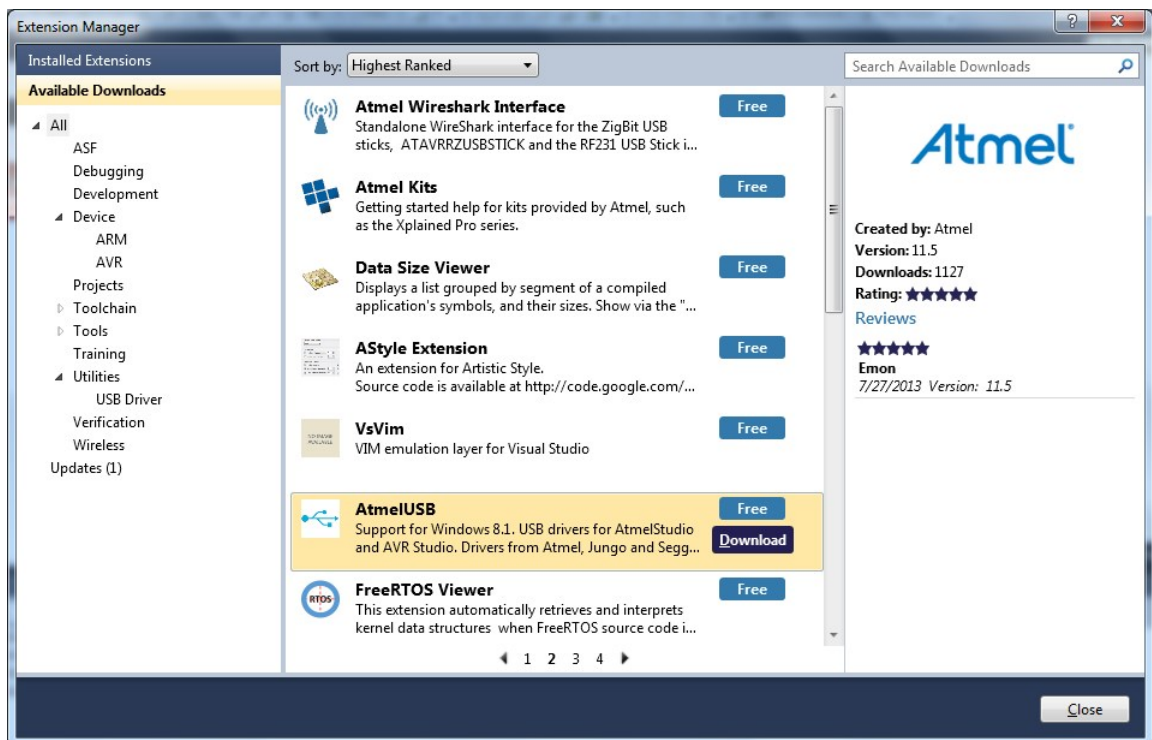 Extension Manager
Installed Extensions
Available Downloads
All
ASF
Debugging
Development
Device
ARM
AVR
Projects
Toolchain
Tools
Training
Utilities
USB Driver
Verification
Wireless
Updates (1)
Sort by: Highest Ranked
Atmel Wireshark Interface
Free
Standalone WireShark interface for the ZigBit USB
sticks, ATAVRRZUSBSTICK and the RF231 USB Stick i...
Atmel Kits
Free
Getting started help for kits provided by Atmel, such
as the Xplained Pro series.
Data Size Viewer
Free
Displays a list grouped by segment of a compiled
application's symbols, and their sizes. Show via the "...
AStyle Extension
Free
An extension for Artistic Style.
Source code is available at http://code.google.com/...
VsVim
Free
VIM emulation layer for Visual Studio
AtmelUSB
Free
Support for Windows 8.1. USB drivers for AtmelStudio
and AVR Studio. Drivers from Atmel, Jungo and Segg...
Download
RTOS
FreeRTOS Viewer
Free
This extension automatically retrieves and interprets
kernel data structures when FreeRTOS source code i...
1 2 3 4
Search Available Downloads
Atmel
Created by: Atmel
Version: 11.5
Downloads: 1127
Rating: ★★★★★
Reviews
★★★★★
Emon
7/27/2013 Version: 11.5
Close